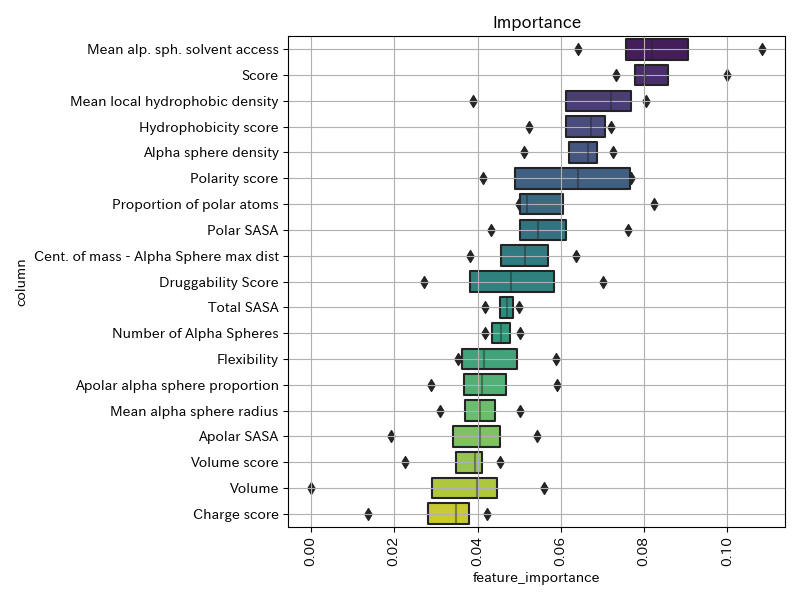 Importance
Mean alp. sph. solvent access
Score
Mean local hydrophobic density
Hydrophobicity score
Alpha sphere density
Polarity score
Proportion of polar atoms
Polar SASA
Cent. of mass - Alpha Sphere max dist
Druggability Score
Total SASA
Number of Alpha Spheres
Flexibility
Apolar alpha sphere proportion
Mean alpha sphere radius
Apolar SASA
Volume score
Volume
Charge score
column
0.00 0.02 0.04 0.06 0.08 0.10
feature_importance